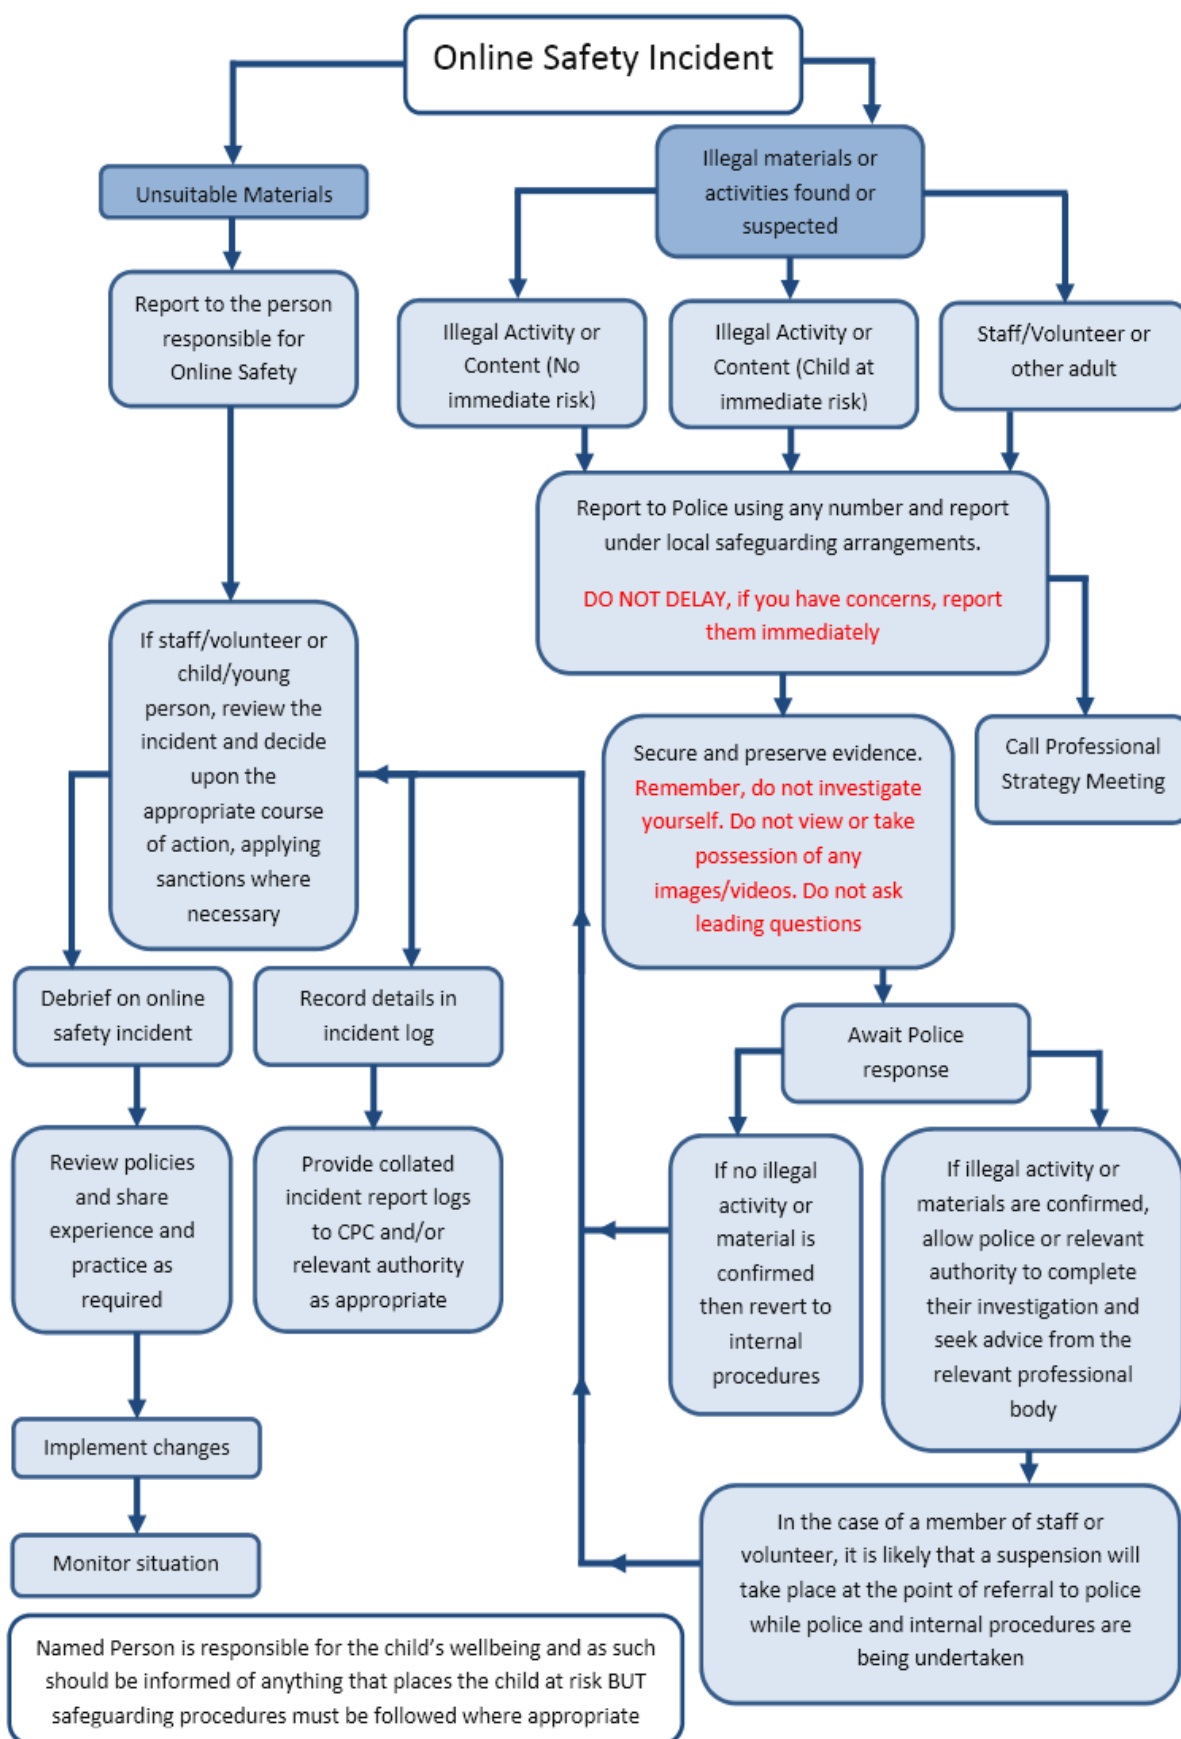 Online Safety Incident
Unsuitable Materials
Illegal materials or
activities found or
suspected
Report to the person
responsible for
Online Safety
Illegal Activity or
Content (No
immediate risk)
Illegal Activity or
Content (Child at
immediate risk)
Staff/Volunteer or
other adult
Report to Police using any number and report
under local safeguarding arrangements.
DO NOT DELAY, if you have concerns, report
them immediately
If staff/volunteer or
child/young
person, review the
incident and decide
upon the
appropriate course
of action, applying
sanctions where
necessary
Secure and preserve evidence.
Remember, do not investigate
yourself. Do not view or take
possession of any
images/videos. Do not ask
leading questions
Call Professional
Strategy Meeting
Debrief on online
safety incident
Record details in
incident log
Await Police
response
Review policies
and share
experience and
practice as
required
Provide collated
incident report logs
to CPC and/or
relevant authority
as appropriate
If no illegal
activity or
material is
confirmed
then revert to
internal
procedures
If illegal activity or
materials are confirmed,
allow police or relevant
authority to complete
their investigation and
seek advice from the
relevant professional
body
Implement changes
Monitor situation
In the case of a member of staff or
volunteer, it is likely that a suspension will
take place at the point of referral to police
while police and internal procedures are
being undertaken
Named Person is responsible for the child's wellbeing and as such
should be informed of anything that places the child at risk BUT
safeguarding procedures must be followed where appropriate